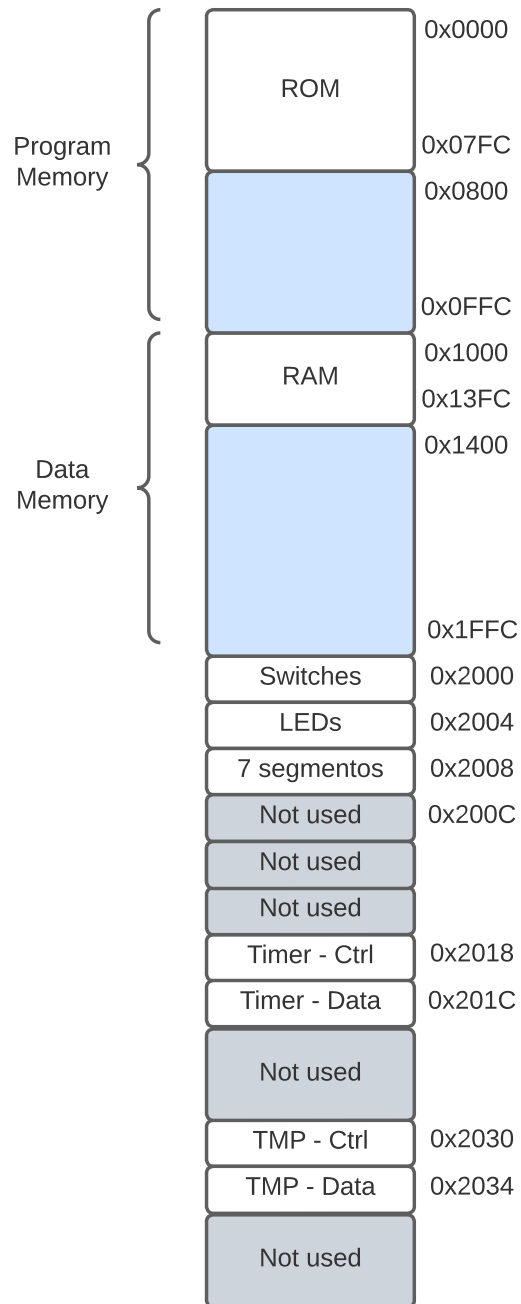 0x0000
ROM
Program
Memory
0x07FC
0x0800
0x0FFC
0x1000
RAM
0x13FC
0x1400
Data
Memory
0x1FFC
Switches 0x2000
LEDs 0x2004
7 segmentos 0x2008
Not used 0x200C
Not used
Not used
Timer - Ctrl 0x2018
Timer - Data 0x201C
Not used
TMP - Ctrl 0x2030
TMP - Data 0x2034
Not used